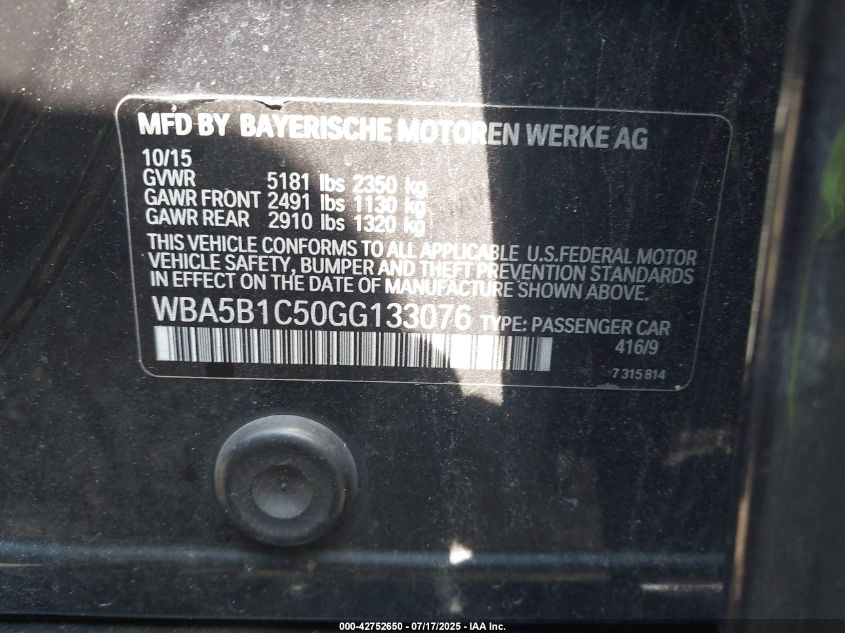 MFD BY BAYERISCHE MOTOREN WERKE AG
10/15
GVWR 5181 lbs 2350 kg
GAWR FRONT 2491 lbs 1130 kg
GAWR REAR 2910 lbs 1320 kg
THIS VEHICLE CONFORMS TO ALL APPLICABLE U.S.FEDERAL MOTOR
VEHICLE SAFETY, BUMPER AND THEFT PREVENTION STANDARDS
IN EFFECT ON THE DATE OF MANUFACTURE SHOWN ABOVE.
WBA5B1C50GG133076 TYPE: PASSENGER CAR
416/9
7 315 814
000-42752650 - 07/17/2025 - IAA Inc.